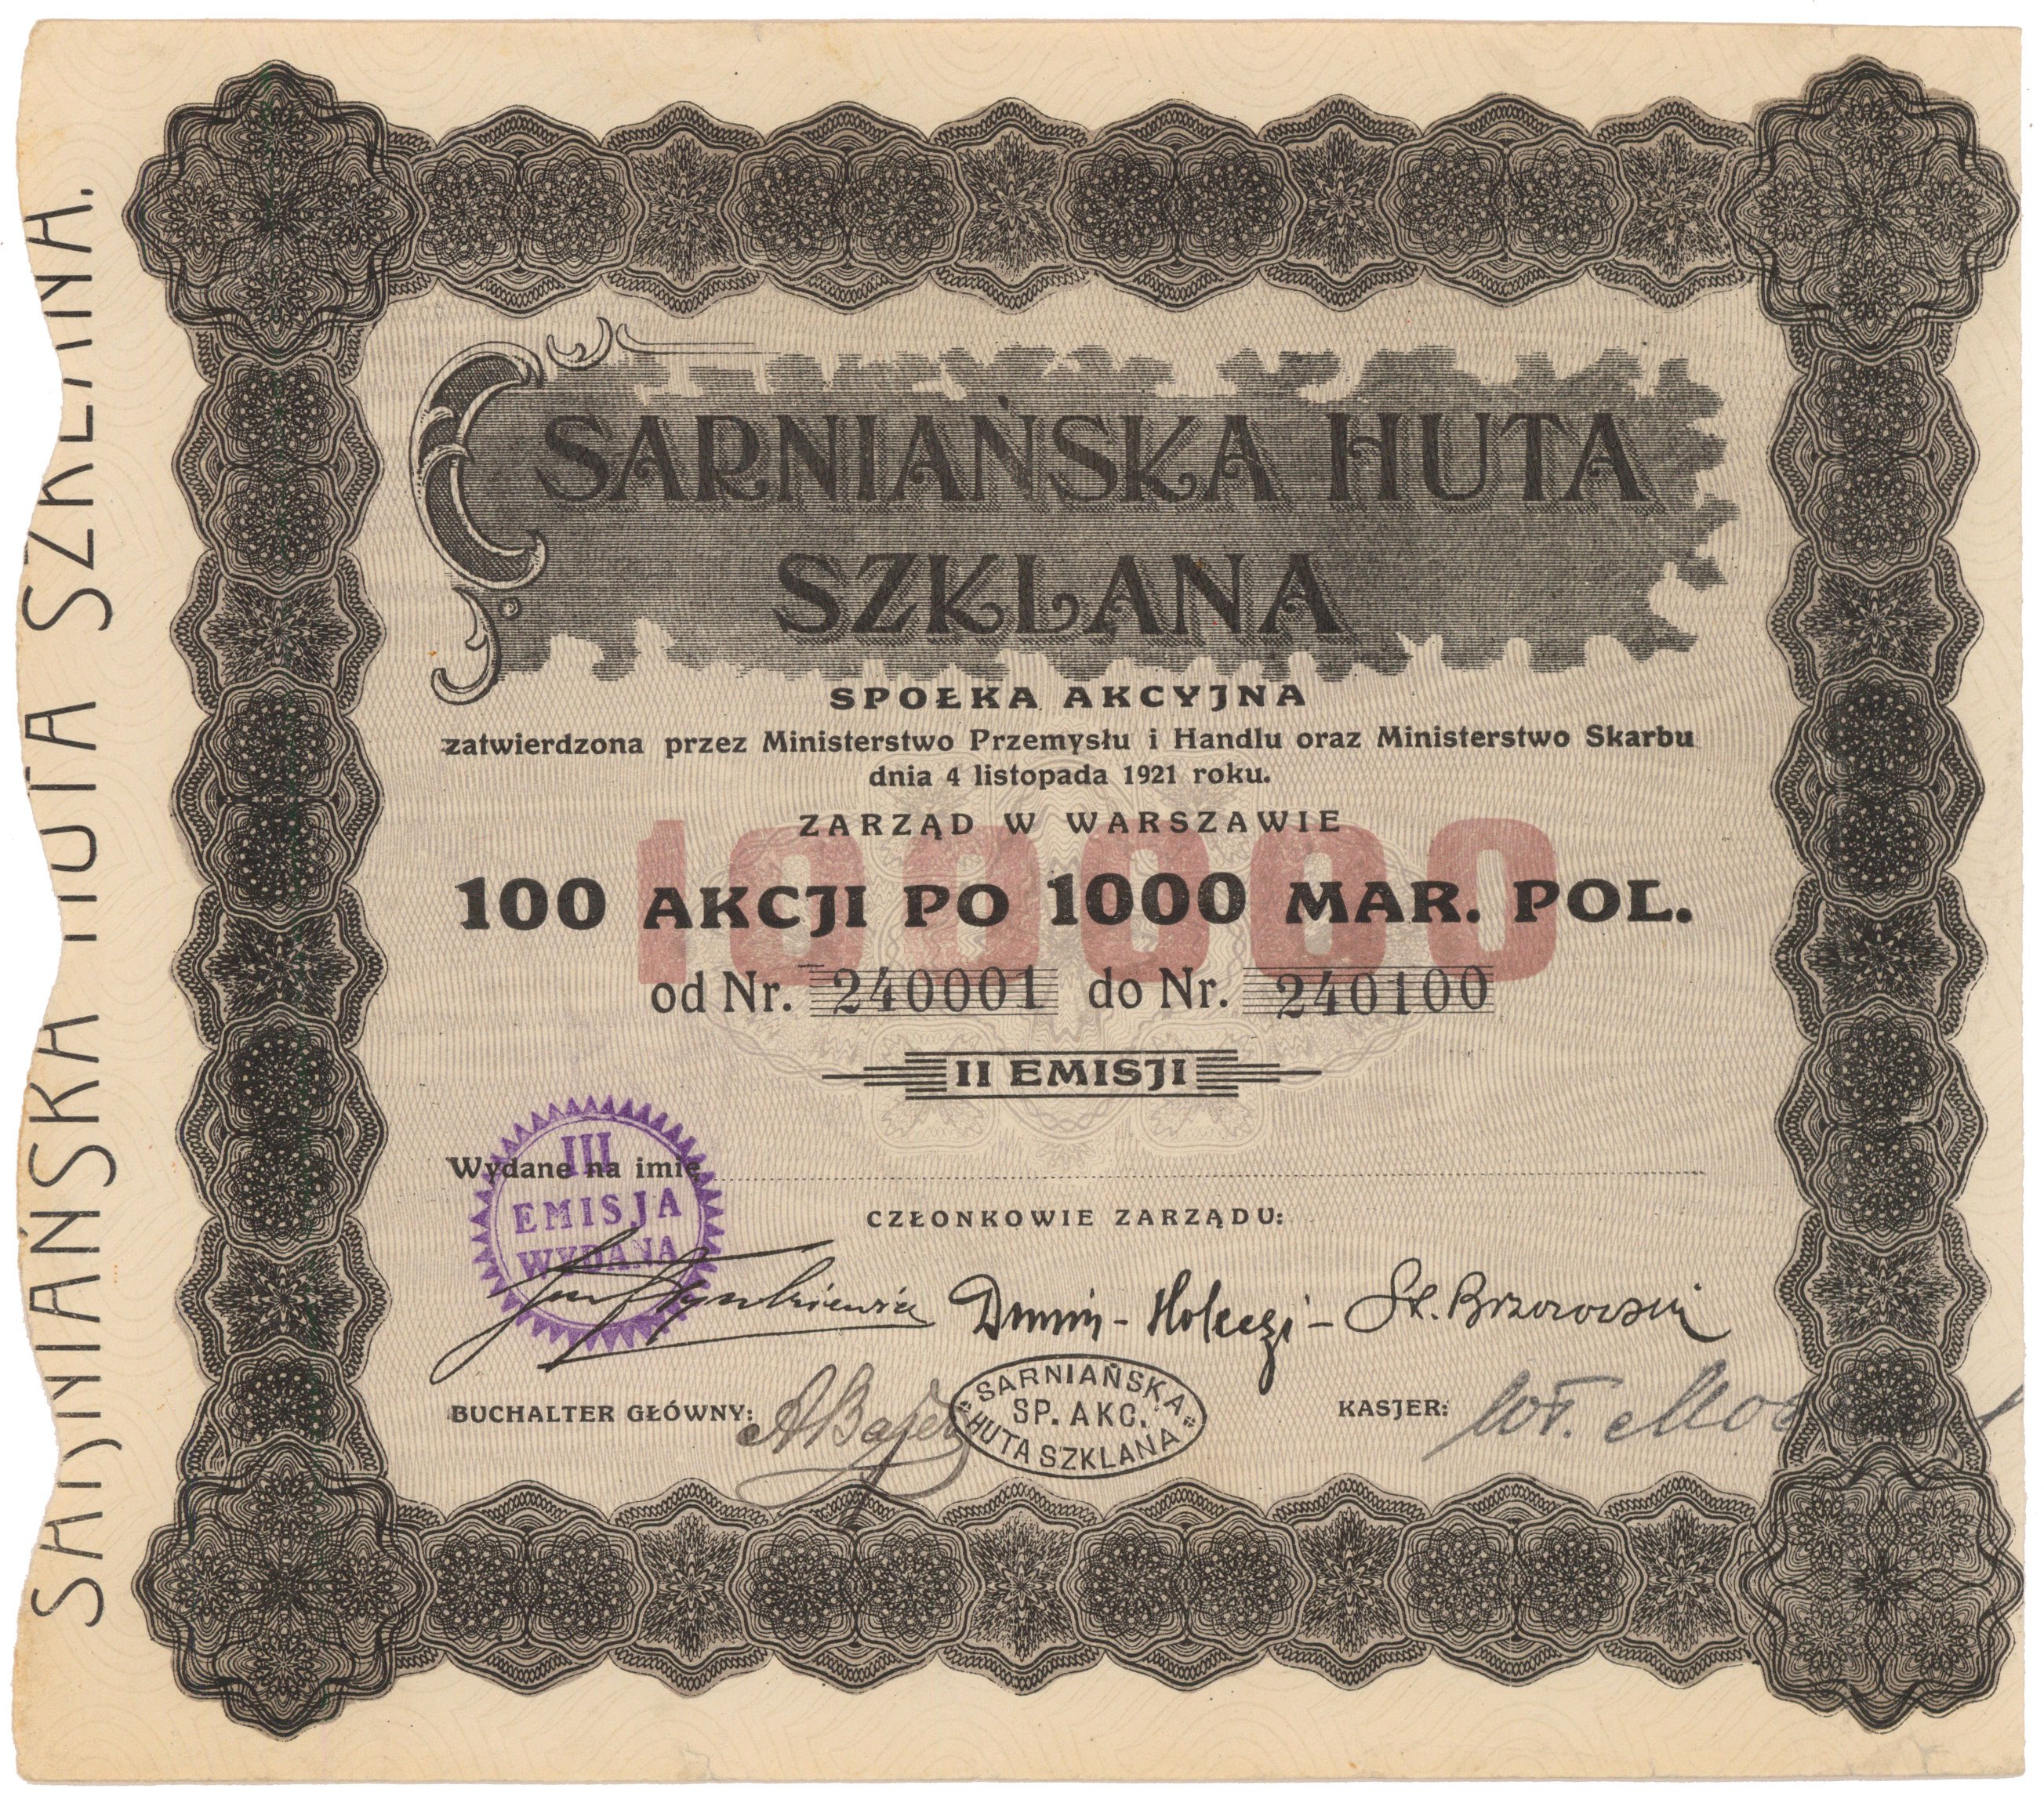 SARNIAŃSKA HUTA SZKLANA.
SARNIAŃSKA HUTA
SZKLANA
SPOŁKA AKCYJNA
zatwierdzona przez Ministerstwo Przemysłu i Handlu oraz Ministerstwo Skarbu
dnia 4 listopada 1921 roku.
ZARZĄD W WARSZAWIE
100000
100 AKCJI PO 1000 MAR. POL.
od Nr. 240001 do Nr. 240100
II EMISJI
Wydane na imię
III
EMISJA
WYDANA
CZŁONKOWIE ZARZĄDU:
St. Brzozowski
BUCHALTER GŁÓWNY:
SARNIAŃSKA
SP. AKC.
HUTA SZKLANA
KASJER: